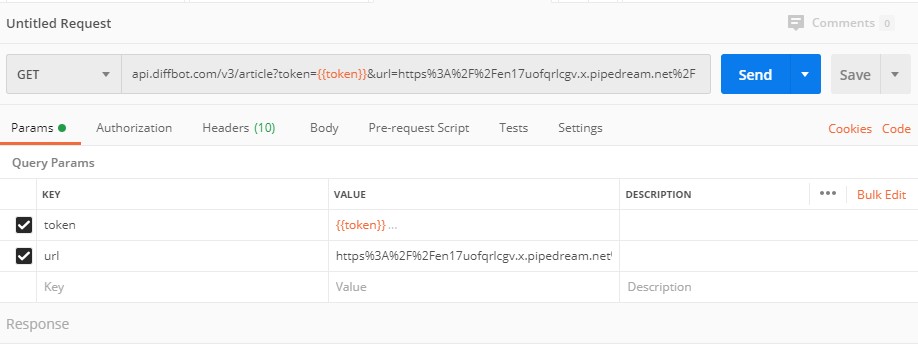 Untitled Request
Comments 0
GET api.diffbot.com/v3/article?token={{token}}&url=https%3A%2F%2Fen17uofqrlcgv.x.pipedream.net%2F Send Save
Params Authorization Headers (10) Body Pre-request Script Tests Settings Cookies Code
Query Params
KEY VALUE DESCRIPTION ••• Bulk Edit
token {{token}} ...
url https%3A%2F%2Fen17uofqrlcgv.x.pipedream.net
Key Value Description
Response